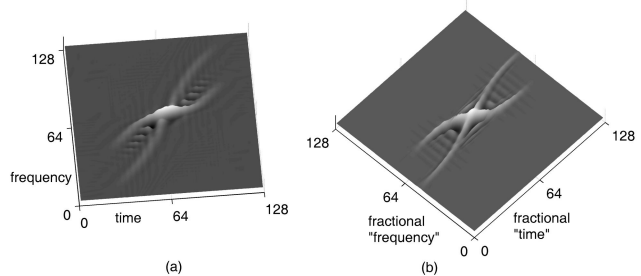 128
64
frequency
0
0
time
64
128
(a)
128
64
fractional
"frequency"
0
0
fractional
"time"
64
128
(b)